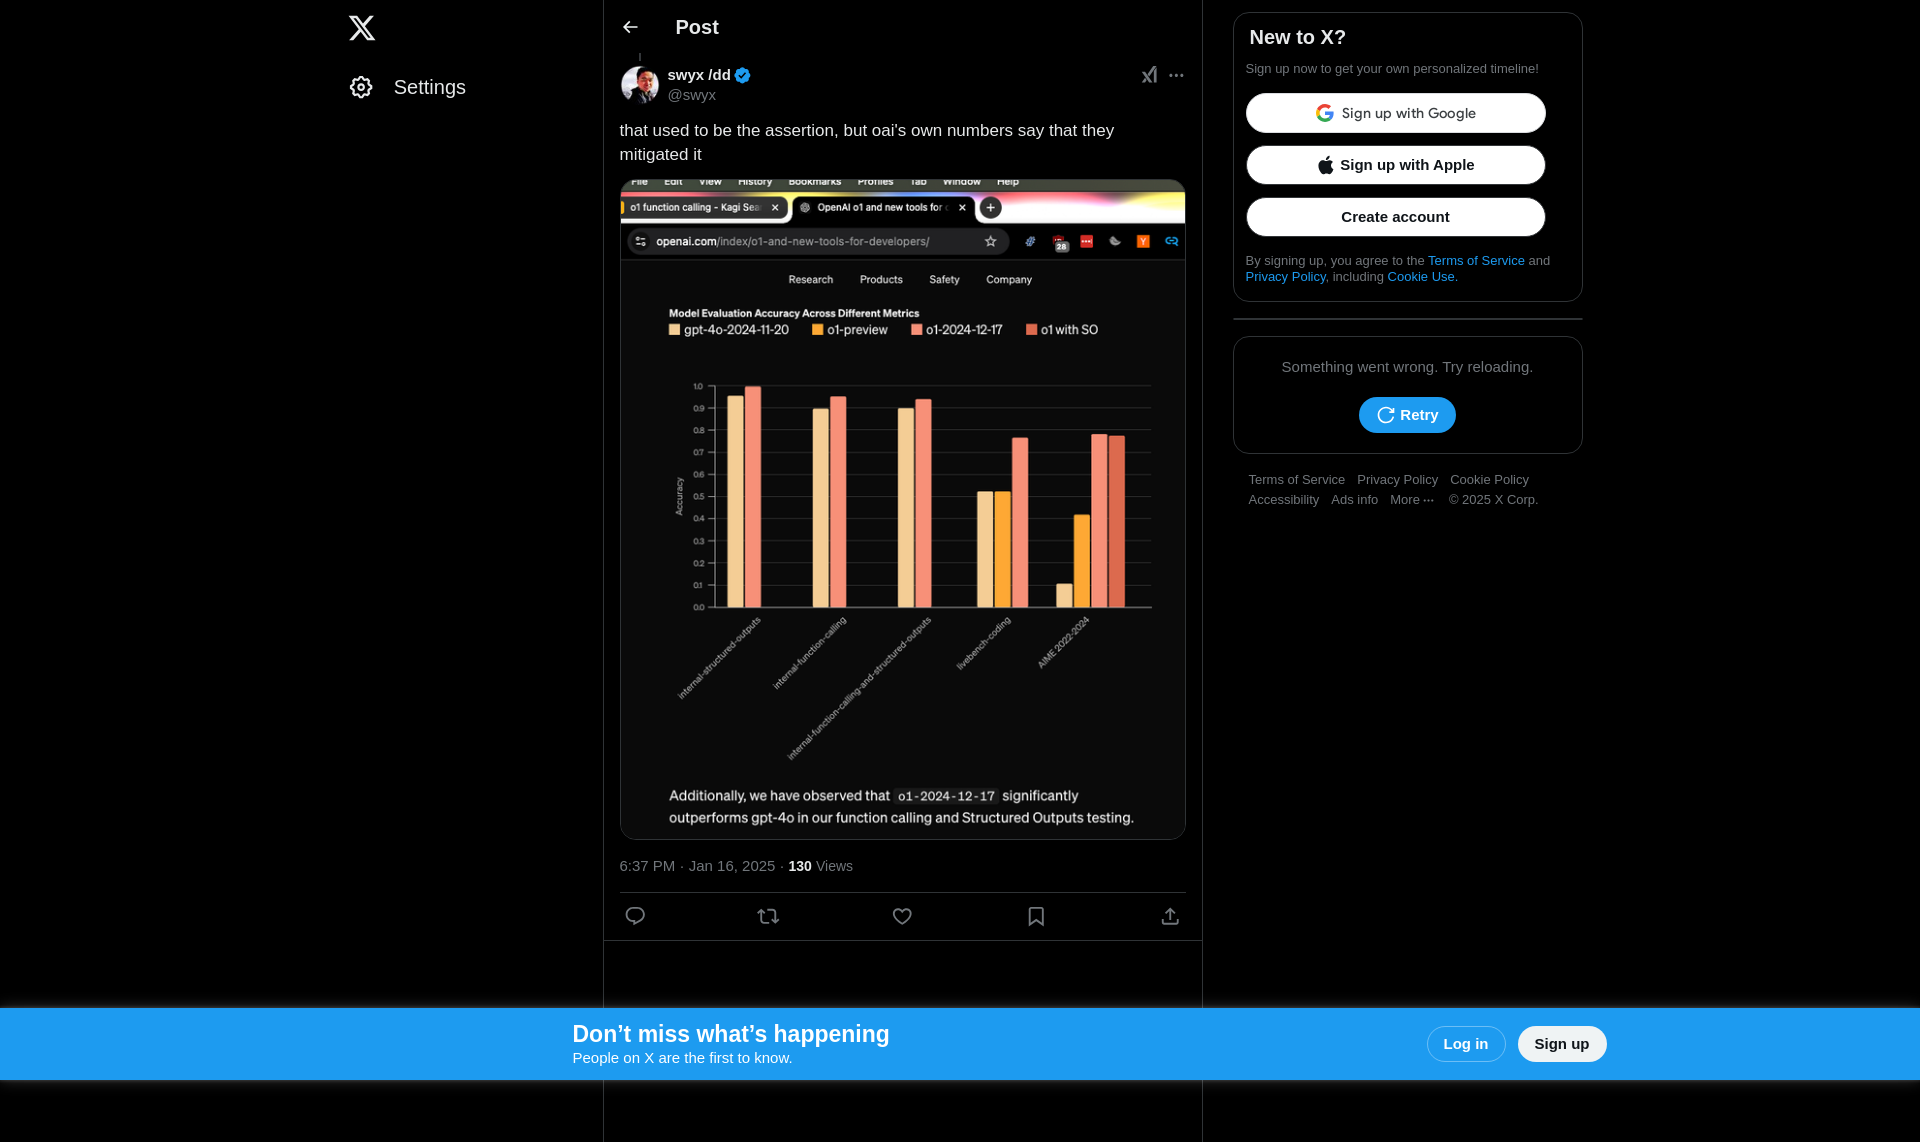 Settings
Post
swyx /dd
@swyx
that used to be the assertion, but oai's own numbers say that they
mitigated it
File Edit View History Bookmarks Profiles Tab Window Help
o1 function calling - Kagi Sea
OpenAI o1 and new tools for
openai.com/index/o1-and-new-tools-for-developers/
28
Research Products Safety Company
Model Evaluation Accuracy Across Different Metrics
gpt-4o-2024-11-20 o1-preview o1-2024-12-17 o1 with SO
1.0
0.9
0.8
0.7
0.6
0.5
0.4
0.3
0.2
0.1
0.0
Accuracy
internal-structured-outputs
internal-function-calling
internal-function-calling-and-structured-outputs
livebench-coding
AIME 2022-2024
Additionally, we have observed that o1-2024-12-17 significantly
outperforms gpt-4o in our function calling and Structured Outputs testing.
6:37 PM · Jan 16, 2025 · 130 Views
New to X?
Sign up now to get your own personalized timeline!
Sign up with Google
Sign up with Apple
Create account
By signing up, you agree to the Terms of Service and
Privacy Policy, including Cookie Use.
Something went wrong. Try reloading.
Retry
Terms of Service Privacy Policy Cookie Policy
Accessibility Ads info More ··· © 2025 X Corp.
Don’t miss what’s happening
People on X are the first to know.
Log in
Sign up